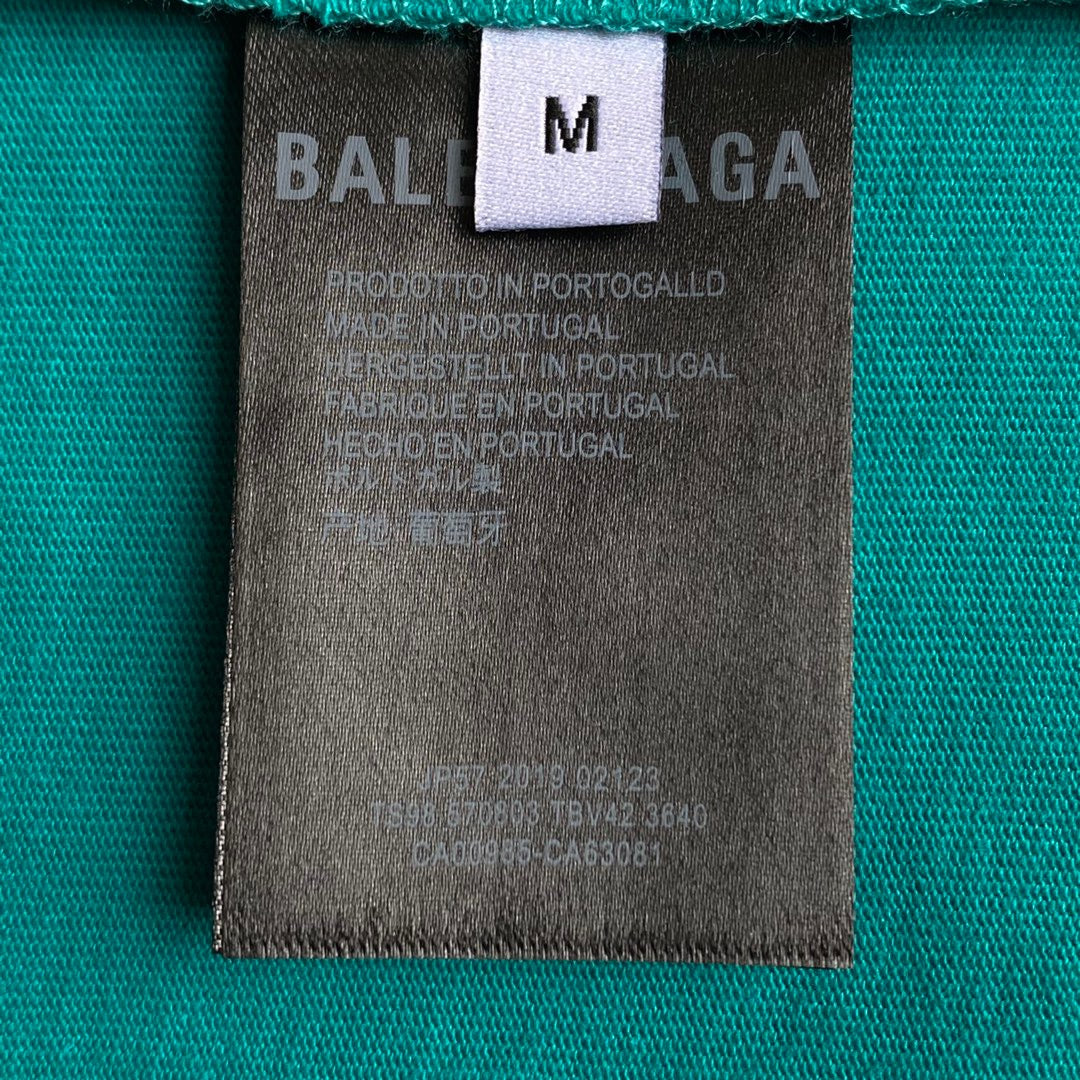 M
BALE AGA
PRODOTTO IN PORTOGALLO
MADE IN PORTUGAL
HERGESTELLT IN PORTUGAL
FABRIQUE EN PORTUGAL
HECHO EN PORTUGAL
ポルトガル製
产地 葡萄牙
JP57 2019 02123
TS98 570803 TBV42 3640
CA00985-CA63081